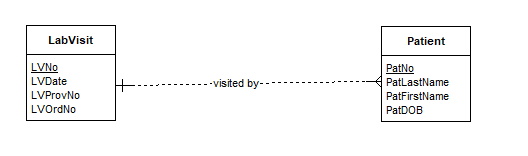 LabVisit
LVNo
LVDate
LVProvNo
LVOrdNo
visited by
Patient
PatNo
PatLastName
PatFirstName
PatDOB